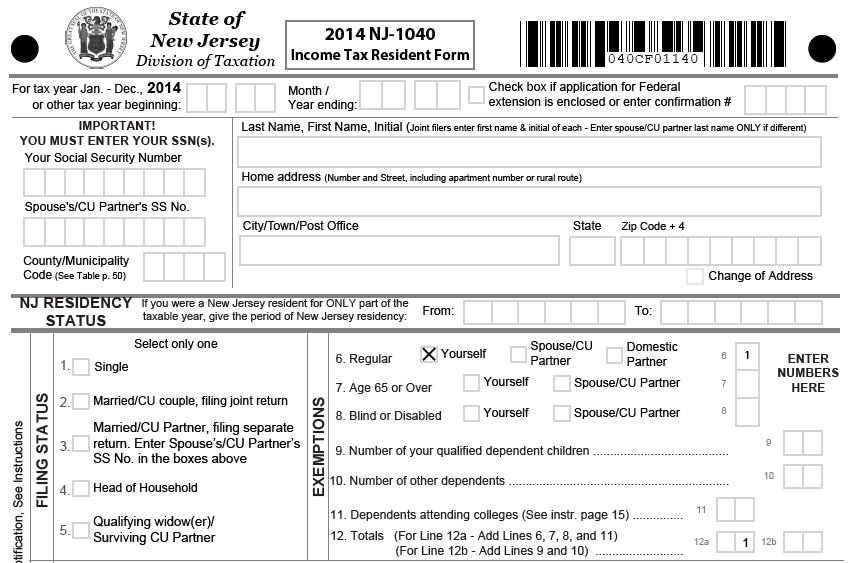 State of
New Jersey
Division of Taxation
2014 NJ-1040
Income Tax Resident Form
040CF01140
For tax year Jan. - Dec., 2014
or other tax year beginning:
Month /
Year ending:
Check box if application for Federal
extension is enclosed or enter confirmation #
IMPORTANT!
YOU MUST ENTER YOUR SSN(s).
Your Social Security Number
Spouse's/CU Partner's SS No.
County/Municipality
Code (See Table p. 50)
Last Name, First Name, Initial (Joint filers enter first name & initial of each - Enter spouse/CU partner last name ONLY if different)
Home address (Number and Street, including apartment number or rural route)
City/Town/Post Office
State
Zip Code + 4
Change of Address
NJ RESIDENCY
STATUS
If you were a New Jersey resident for ONLY part of the
taxable year, give the period of New Jersey residency:
From:
To:
otification, See Instructions
FILING STATUS
Select only one
1. Single
2. Married/CU couple, filing joint return
3. Married/CU Partner, filing separate
return. Enter Spouse's/CU Partner's
SS No. in the boxes above
4. Head of Household
5. Qualifying widow(er)/
Surviving CU Partner
EXEMPTIONS
6. Regular X Yourself Spouse/CU Partner Domestic Partner 6 1
7. Age 65 or Over Yourself Spouse/CU Partner 7
8. Blind or Disabled Yourself Spouse/CU Partner 8
ENTER
NUMBERS
HERE
9. Number of your qualified dependent children ................................... 9
10. Number of other dependents ........................................................ 10
11. Dependents attending colleges (See instr. page 15) .............. 11
12. Totals (For Line 12a - Add Lines 6, 7, 8, and 11)
(For Line 12b - Add Lines 9 and 10) ........................ 12a 1 12b